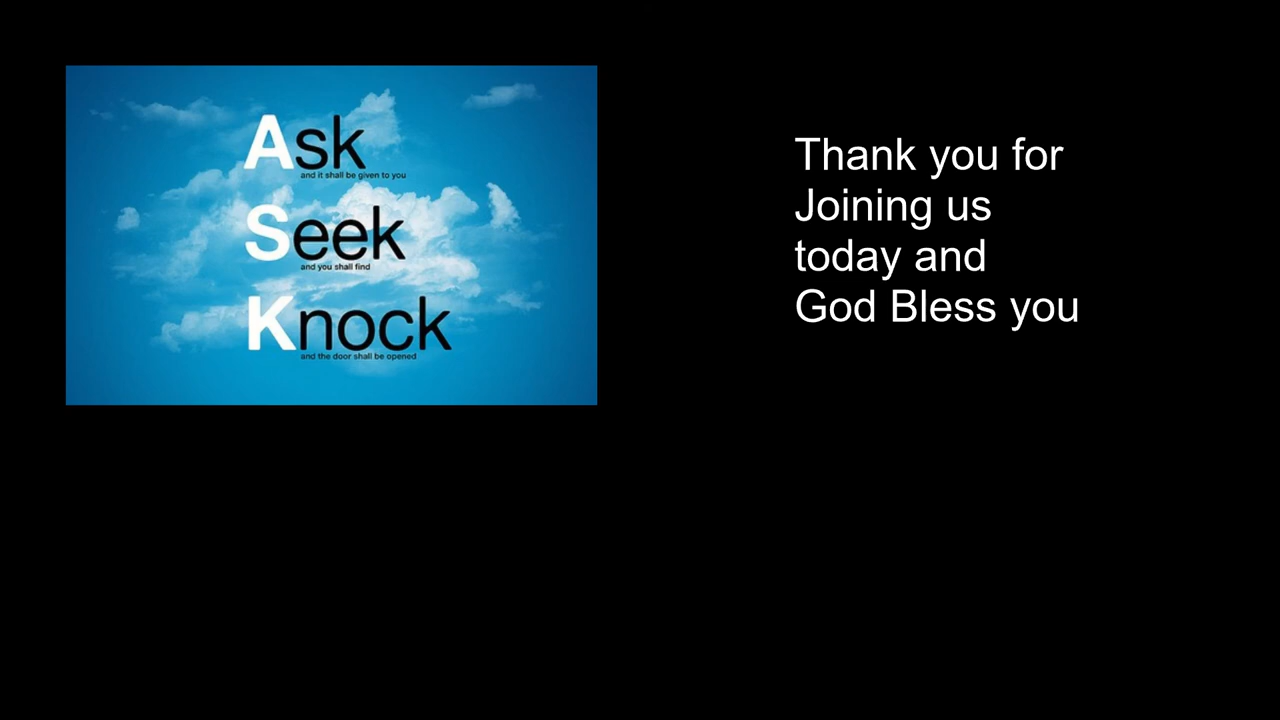 Ask
and it shall be given to you
Seek
and you shall find
Knock
and the door shall be opened
Thank you for
Joining us
today and
God Bless you